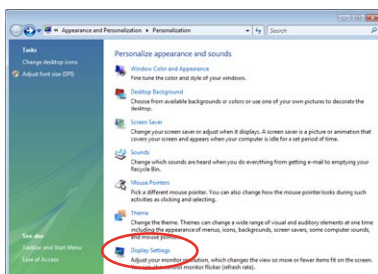 Appearance and Personalization
Personalization
Search
Tasks
Change desktop icons
Adjust font size (DPI)
Personalize appearance and sounds
Window Color and Appearance
Fine tune the color and style of your windows.
Desktop Background
Choose from available backgrounds or colors or use one of your own pictures to decorate the
desktop.
Screen Saver
Change your screen saver or adjust when it displays. A screen saver is a picture or animation that
covers your screen and appears when your computer is idle for a set period of time.
Sounds
Change which sounds are heard when you do everything from getting e-mail to emptying your
Recycle Bin.
Mouse Pointers
Pick a different mouse pointer. You can also change how the mouse pointer looks during such
activities as clicking and selecting.
Theme
Change the theme. Themes can change a wide range of visual and auditory elements at one time
including the appearance of menus, icons, backgrounds, screen savers, some computer sounds,
and mouse pointers.
Display Settings
Adjust your monitor resolution, which changes the view so more or fewer items fit on the screen.
You can also control monitor flicker (refresh rate).
See also
Taskbar and Start Menu
Ease of Access